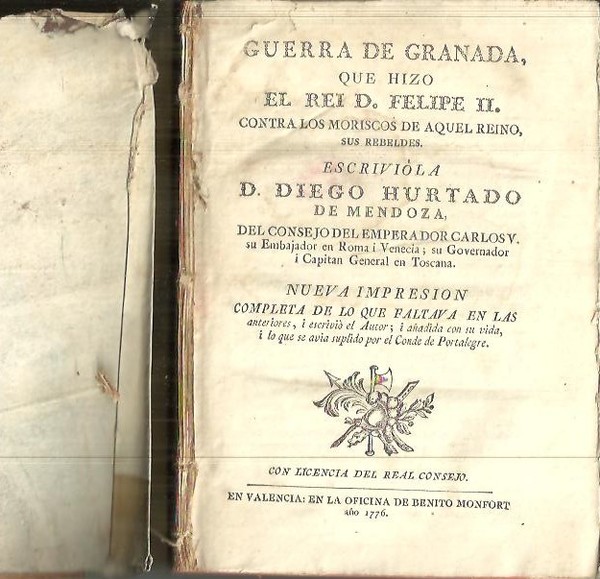 GUERRA DE GRANADA,
QUE HIZO
EL REI D. FELIPE II.
CONTRA LOS MORISCOS DE AQUEL REINO,
SUS REBELDES.
ESCRIVIÒLA
D. DIEGO HURTADO
DE MENDOZA,
DEL CONSEJO DEL EMPERADOR CARLOS V.
su Embajador en Roma i Venecia; su Governador
i Capitan General en Toscana.
NUEVA IMPRESION
COMPLETA DE LO QUE FALTAVA EN LAS
anteriores, i escriviò el Autor; i añadida con su vida,
i lo que se avia suplido por el Conde de Portalegre.
CON LICENCIA DEL REAL CONSEJO.
EN VALENCIA: EN LA OFICINA DE BENITO MONFORT
año 1776.